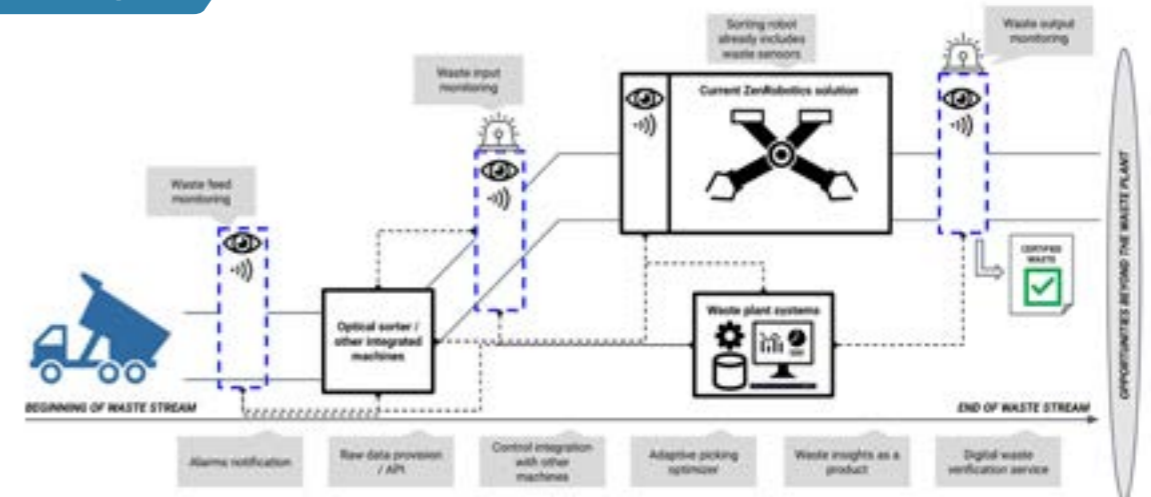 Sorting robot
already includes
waste sensors
Waste output
monitoring
Waste input
monitoring
Current ZenRobotics solution
Waste feed
monitoring
CERTIFIED
WASTE
Optical sorter /
other integrated
machines
Waste plant systems
OPPORTUNITIES BEYOND THE WASTE PLANT
BEGINNING OF WASTE STREAM
END OF WASTE STREAM
Alarms notification
Raw data provision
/ API
Control integration
with other
machines
Adaptive picking
optimizer
Waste insights as a
product
Digital waste
verification service